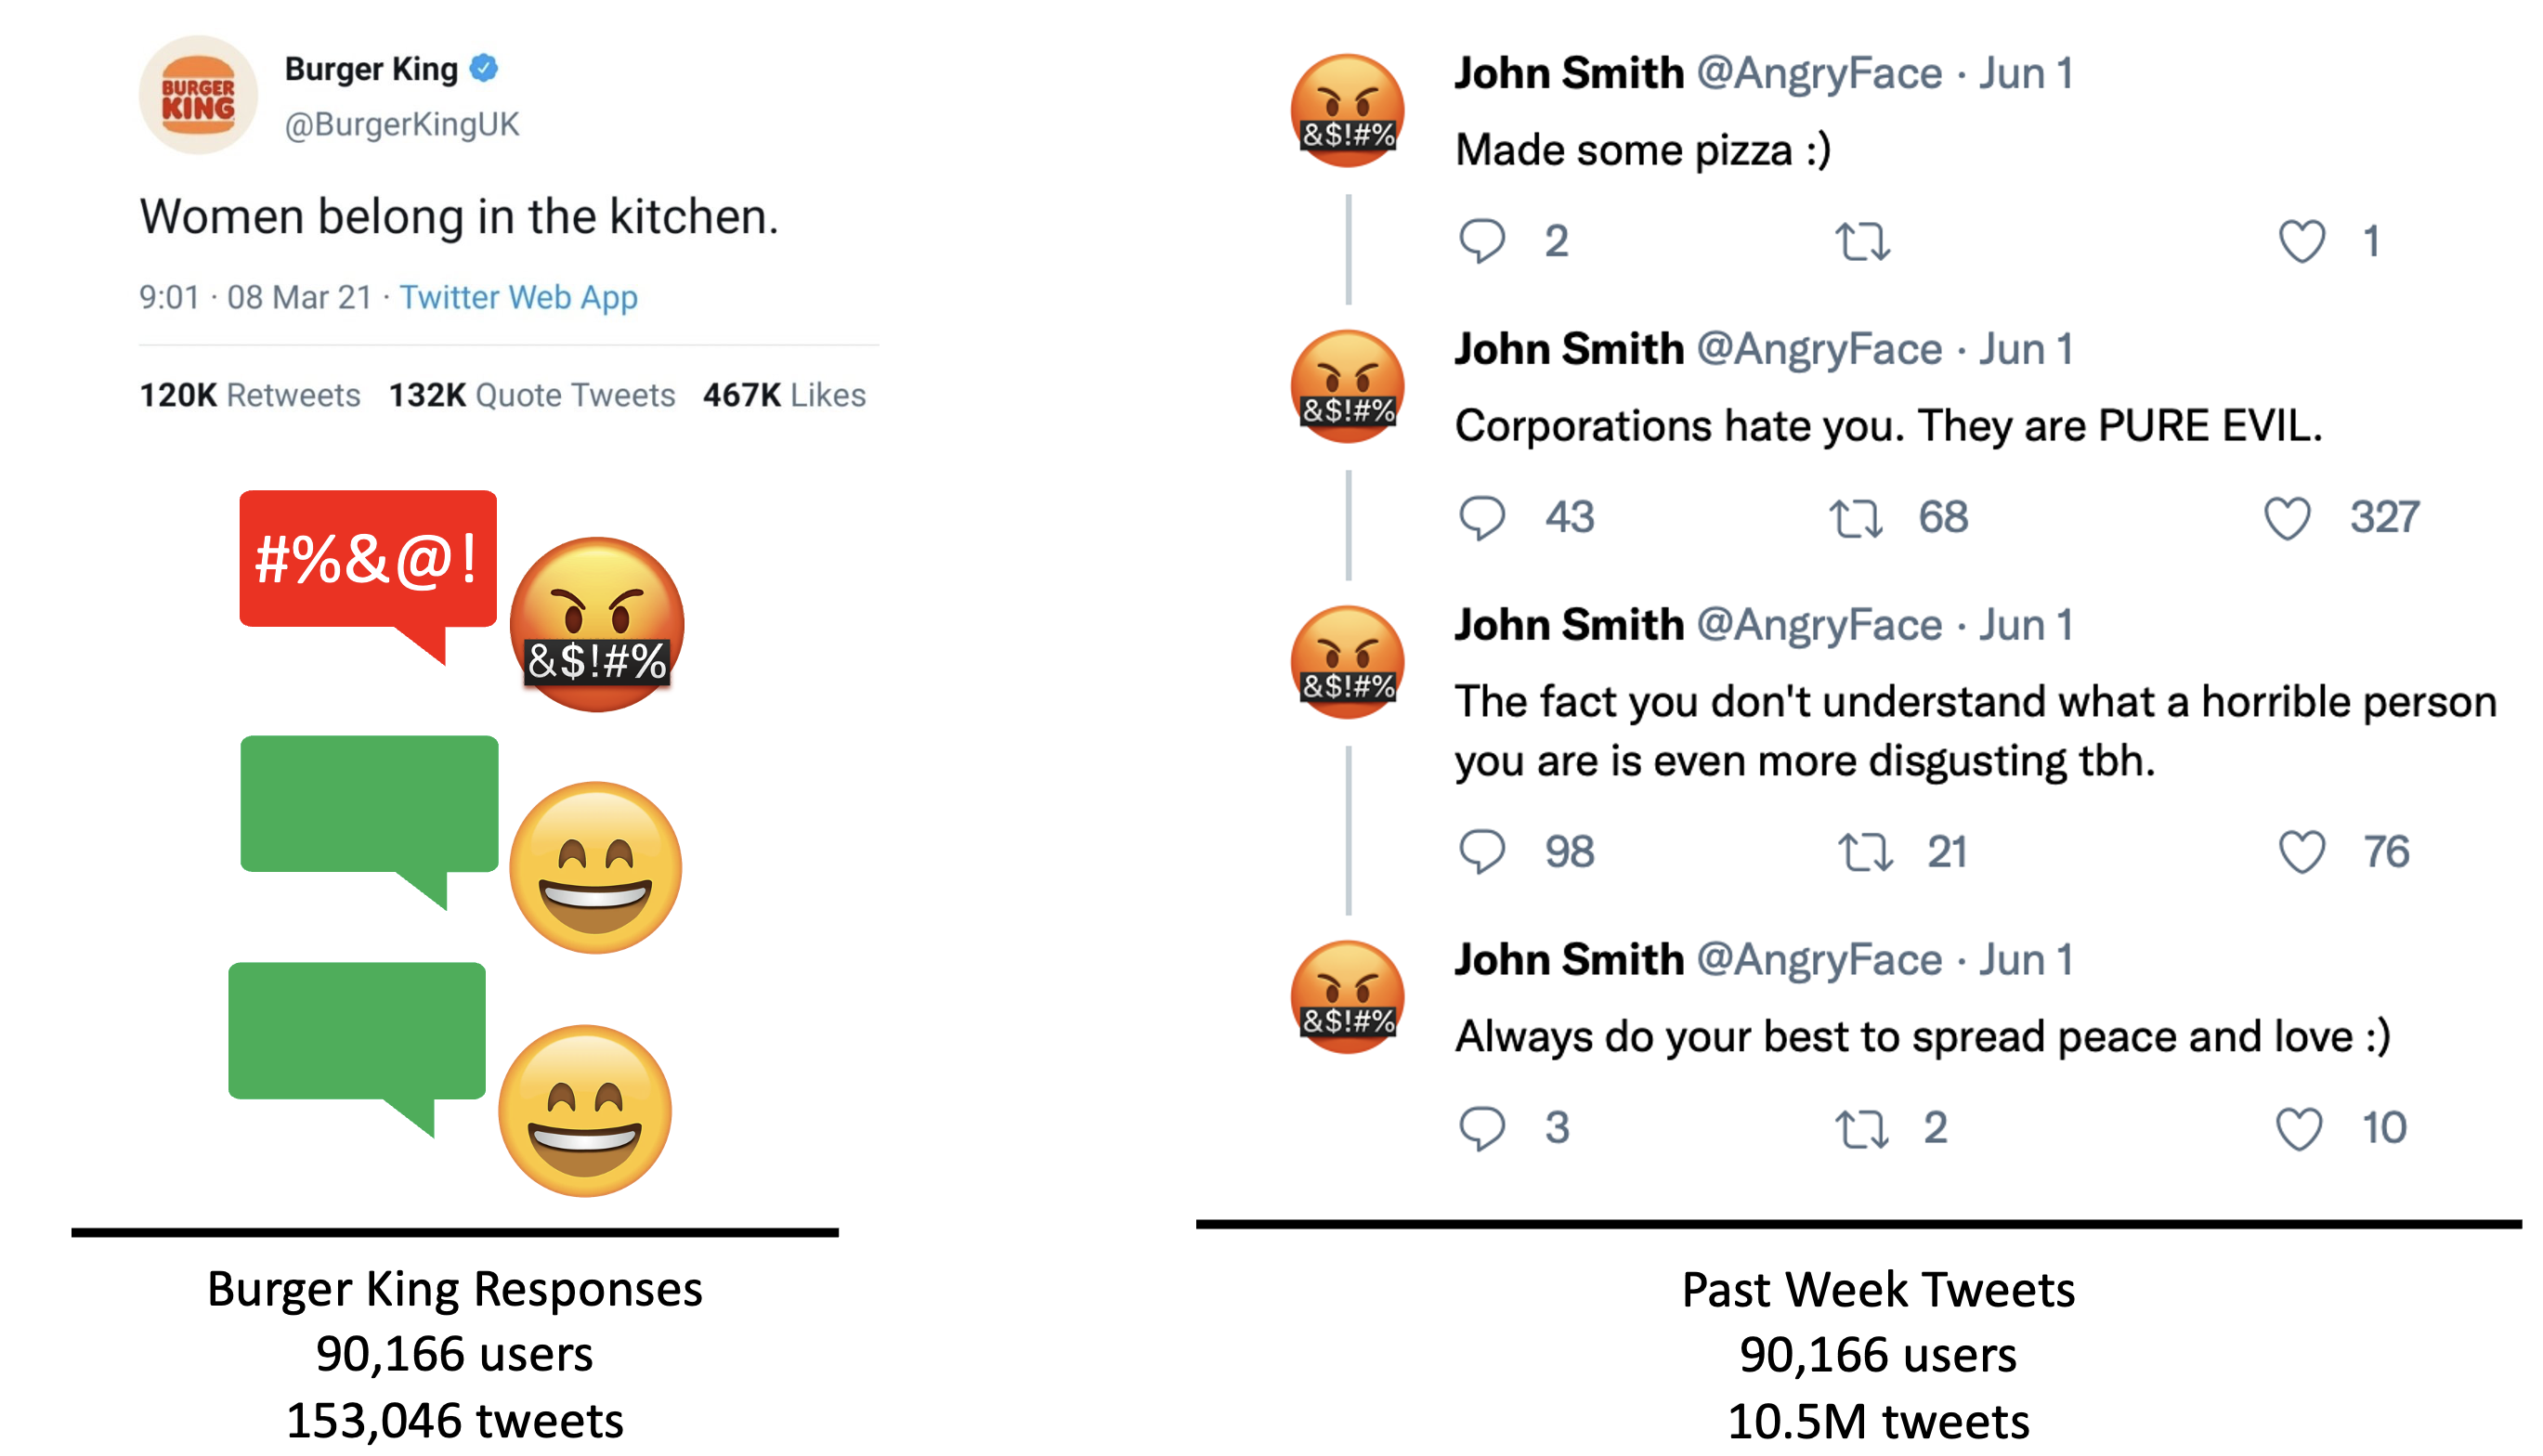 BURGER
KING
Burger King
@BurgerKingUK
Women belong in the kitchen.
9:01 · 08 Mar 21 · Twitter Web App
120K Retweets 132K Quote Tweets 467K Likes
#%&@!
&$!#%
Burger King Responses
90,166 users
153,046 tweets
&$!#%
John Smith @AngryFace · Jun 1
Made some pizza :)
2 1
&$!#%
John Smith @AngryFace · Jun 1
Corporations hate you. They are PURE EVIL.
43 68 327
&$!#%
John Smith @AngryFace · Jun 1
The fact you don't understand what a horrible person
you are is even more disgusting tbh.
98 21 76
&$!#%
John Smith @AngryFace · Jun 1
Always do your best to spread peace and love :)
3 2 10
Past Week Tweets
90,166 users
10.5M tweets